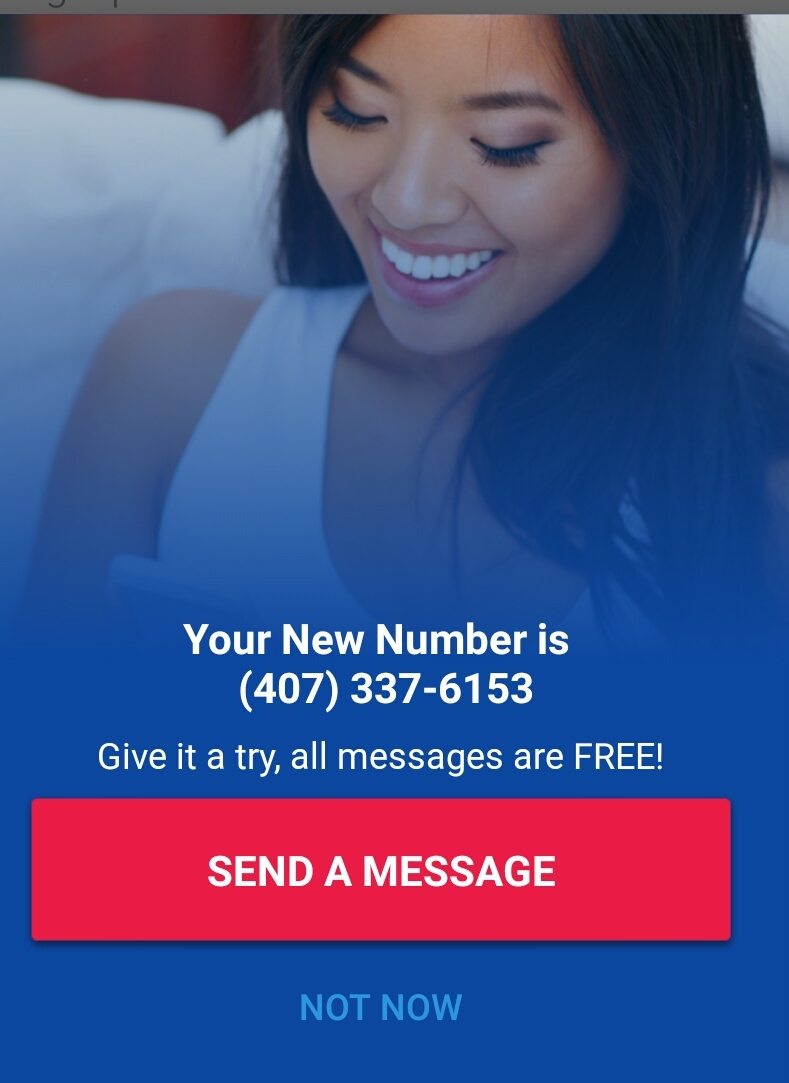 Your New Number is
(407) 337-6153
Give it a try, all messages are FREE!
SEND A MESSAGE
NOT NOW